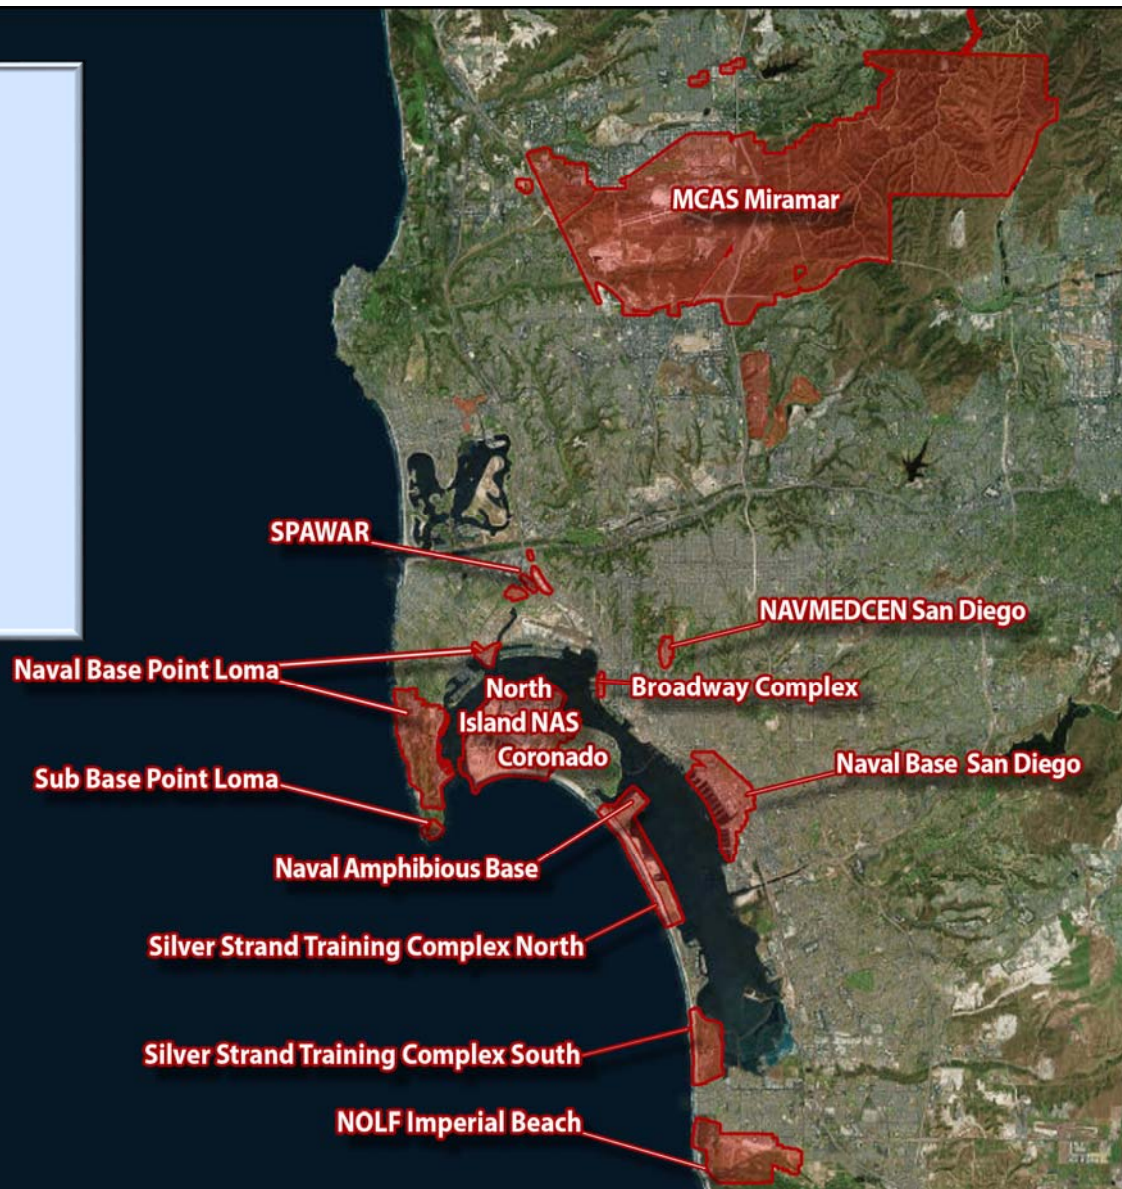 MCAS Miramar
SPAWAR
NAVMEDCEN San Diego
Naval Base Point Loma
North
Island NAS
Coronado
Broadway Complex
Sub Base Point Loma
Naval Base San Diego
Naval Amphibious Base
Silver Strand Training Complex North
Silver Strand Training Complex South
NOLF Imperial Beach